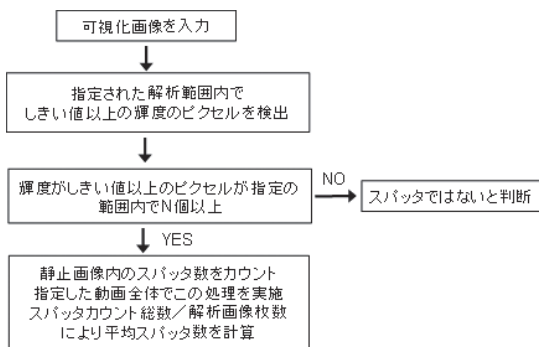 可視化画像を入力
指定された解析範囲内で
しきい値以上の輝度のピクセルを検出
輝度がしきい値以上のピクセルが指定の
範囲内でN個以上
NO
スパッタではないと判断
YES
静止画像内のスパッタ数をカウント
指定した動画全体でこの処理を実施
スパッタカウント総数／解析画像枚数
により平均スパッタ数を計算